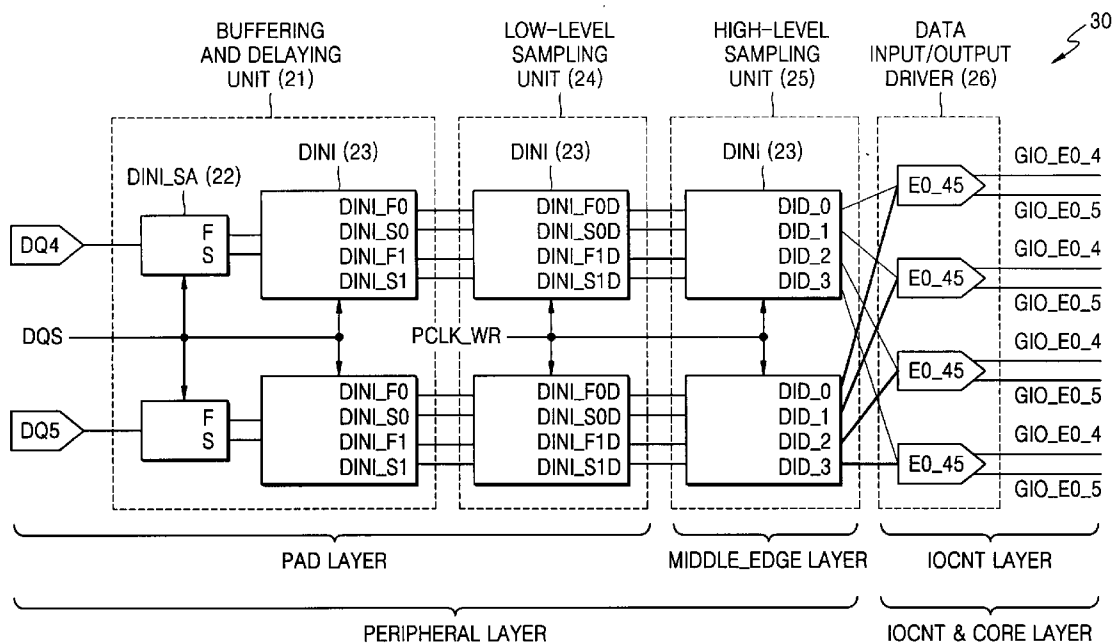 30
BUFFERING
AND DELAYING
UNIT (21)
LOW-LEVEL
SAMPLING
UNIT (24)
HIGH-LEVEL
SAMPLING
UNIT (25)
DATA
INPUT/OUTPUT
DRIVER (26)
DINI_SA (22)
DINI (23)
DINI (23)
DINI (23)
DQ4
F
S
DINI_F0
DINI_S0
DINI_F1
DINI_S1
DINI_F0D
DINI_S0D
DINI_F1D
DINI_S1D
DID_0
DID_1
DID_2
DID_3
DQS
PCLK_WR
DQ5
F
S
DINI_F0
DINI_S0
DINI_F1
DINI_S1
DINI_F0D
DINI_S0D
DINI_F1D
DINI_S1D
DID_0
DID_1
DID_2
DID_3
E0_45
GIO_E0_4
GIO_E0_5
E0_45
GIO_E0_4
GIO_E0_5
E0_45
GIO_E0_4
GIO_E0_5
E0_45
GIO_E0_4
GIO_E0_5
PAD LAYER
MIDDLE_EDGE LAYER
IOCNT LAYER
PERIPHERAL LAYER
IOCNT & CORE LAYER